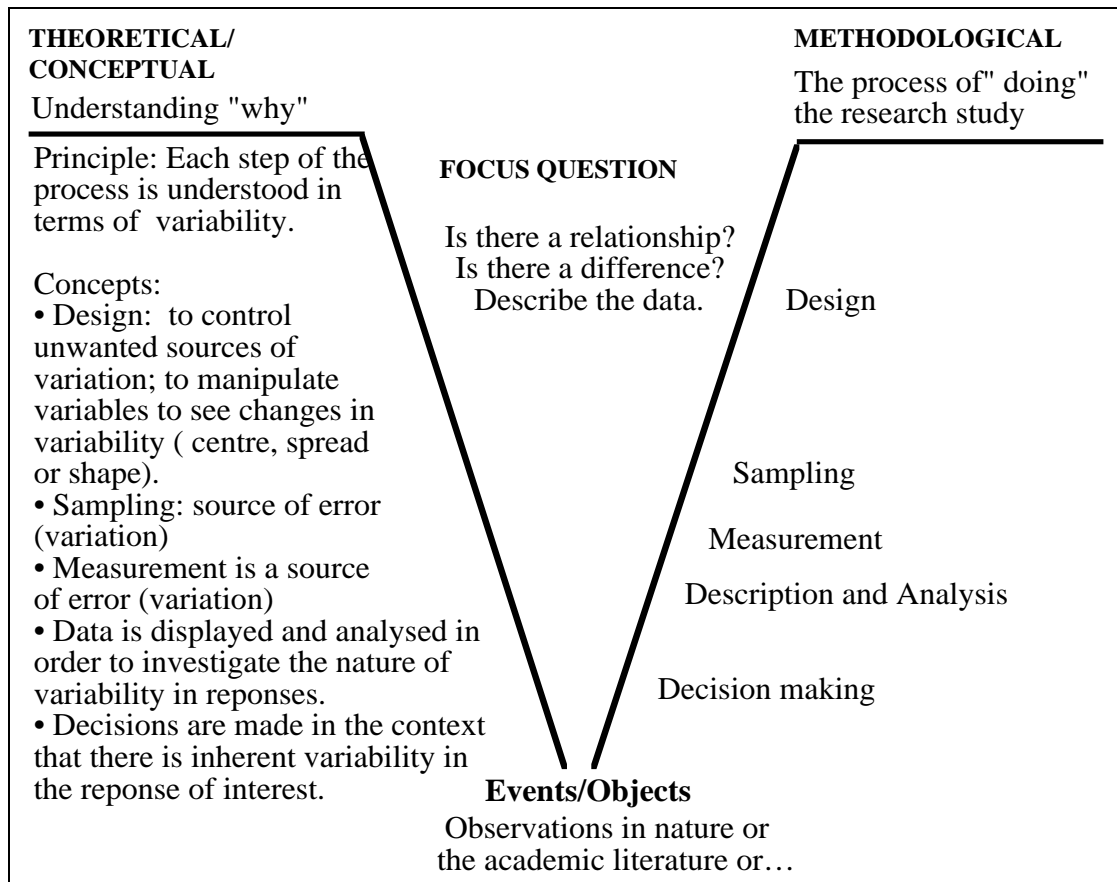 THEORETICAL/
CONCEPTUAL
Understanding "why"
Principle: Each step of the
process is understood in
terms of  variability.
Concepts:
• Design:  to control
unwanted sources of
variation; to manipulate
variables to see changes in
variability ( centre, spread
or shape).
• Sampling: source of error
(variation)
• Measurement is a source
of error (variation)
• Data is displayed and analysed in
order to investigate the nature of
variability in reponses.
• Decisions are made in the context
that there is inherent variability in
the reponse of interest.
FOCUS QUESTION
Is there a relationship?
Is there a difference?
Describe the data.
METHODOLOGICAL
The process of" doing"
the research study
Design
Sampling
Measurement
Description and Analysis
Decision making
Events/Objects
Observations in nature or
the academic literature or…